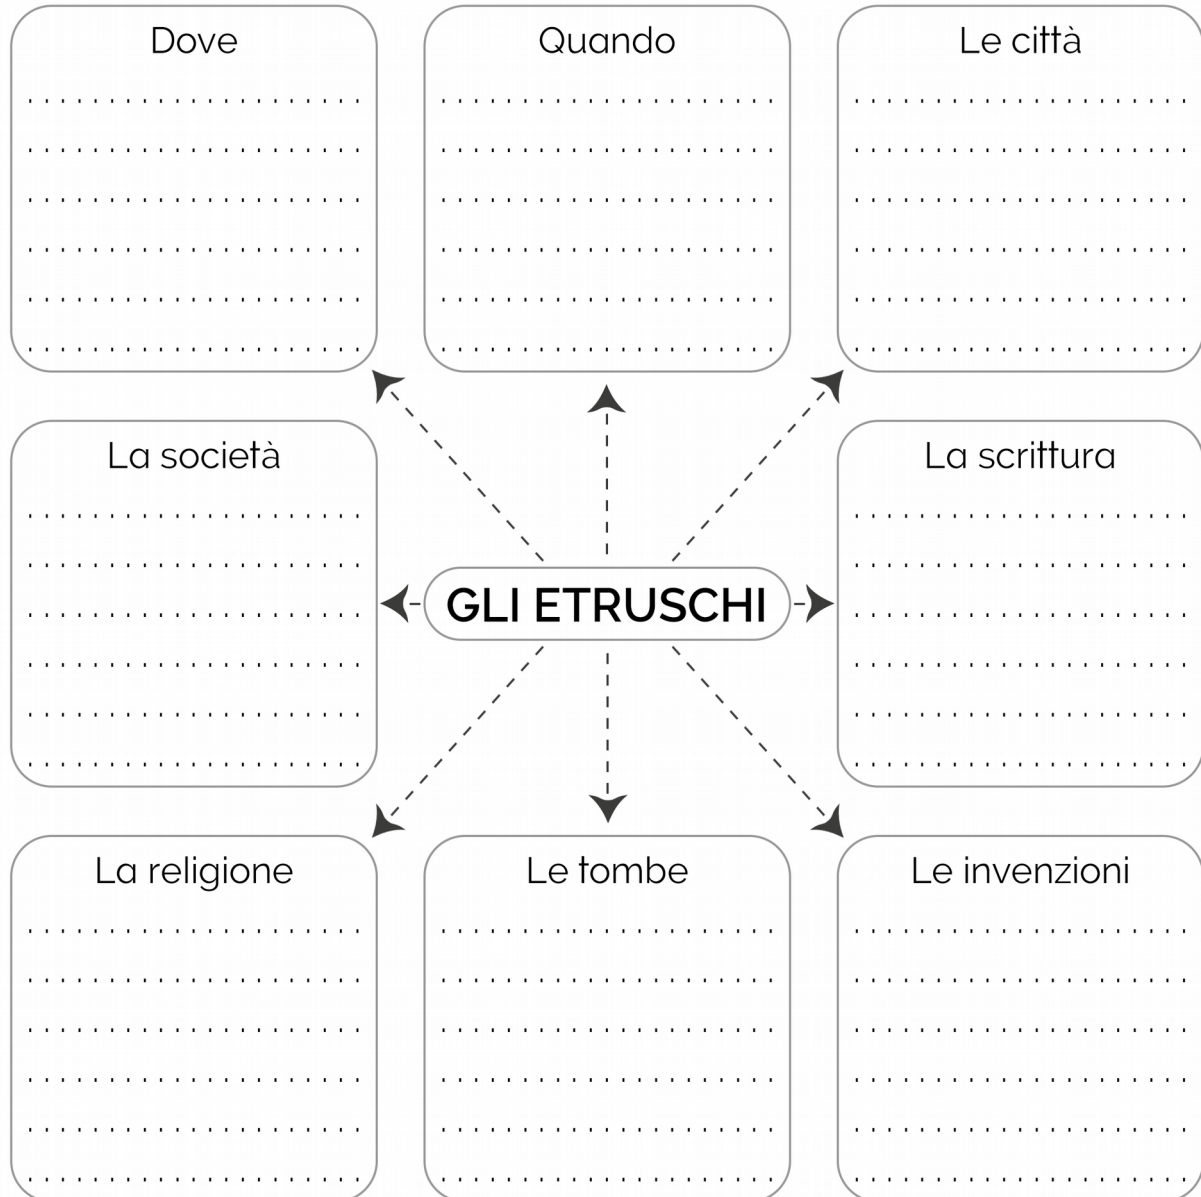 Dove
Quando
Le città
La società
La scrittura
GLI ETRUSCHI
La religione
Le tombe
Le invenzioni